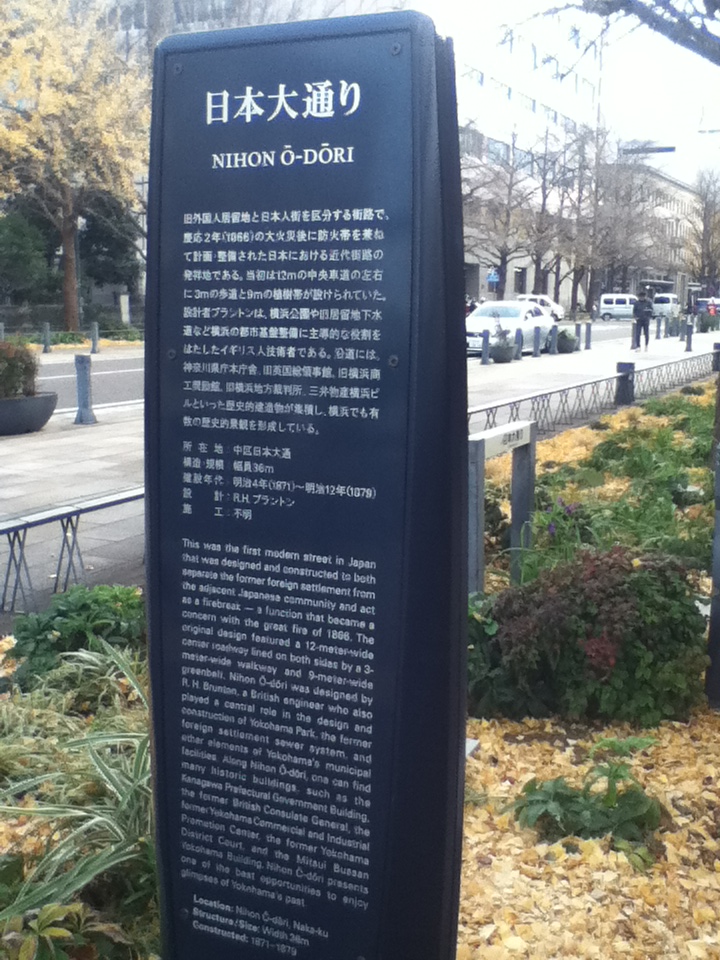 日本大通り
NIHON Ō-DŌRI
旧外国人居留地と日本人街を区分する街路で、
慶応2年(1866)の大火災後に防火帯を兼ね
て計画・整備された日本における近代街路の
発祥地である。当初は12mの中央車道の左右
に3mの歩道と9mの植樹帯が設けられていた。
設計者ブラントンは、横浜公園や旧居留地下水
道など横浜の都市基盤整備に主導的な役割を
はたしたイギリス人技術者である。沿道には、
神奈川県庁本庁舎、旧英国総領事館、旧横浜商
工奨励館、旧横浜地方裁判所、三井物産横浜ビ
ルといった歴史的建造物が集積し、横浜でも有
数の歴史的景観を形成している。
所在地:中区日本大通
構造・規模:幅員36m
建設年代:明治4年(1871)〜明治12年(1879)
設計:R.H.ブラントン
施工:不明
This was the first modern street in Japan
that was designed and constructed to both
separate the former foreign settlement from
the adjacent Japanese community and act
as a firebreak — a function that became a
concern with the great fire of 1866. The
original design featured a 12-meter-wide
center roadway lined on both sides by a 3-
meter-wide walkway and 9-meter-wide
greenbelt. Nihon Ō-dōri was designed by
R. H. Brunton, a British engineer who also
played a central role in the design and
construction of Yokohama Park, the former
foreign settlement sewer system, and
other elements of Yokohama's municipal
facilities. Along Nihon Ō-dōri, one can find
many historic buildings, such as the
Kanagawa Prefectural Government Building,
the former British Consulate General, the
former Yokohama Commercial and Industrial
Promotion Center, the former Yokohama
District Court, and the Mitsui Bussan
Yokohama Building. Nihon Ō-dōri presents
one of the best opportunities to enjoy
glimpses of Yokohama's past.
Location: Nihon Ō-dōri, Naka-ku
Structure/Size: Width 36m
Constructed: 1871-1879
日本大通り